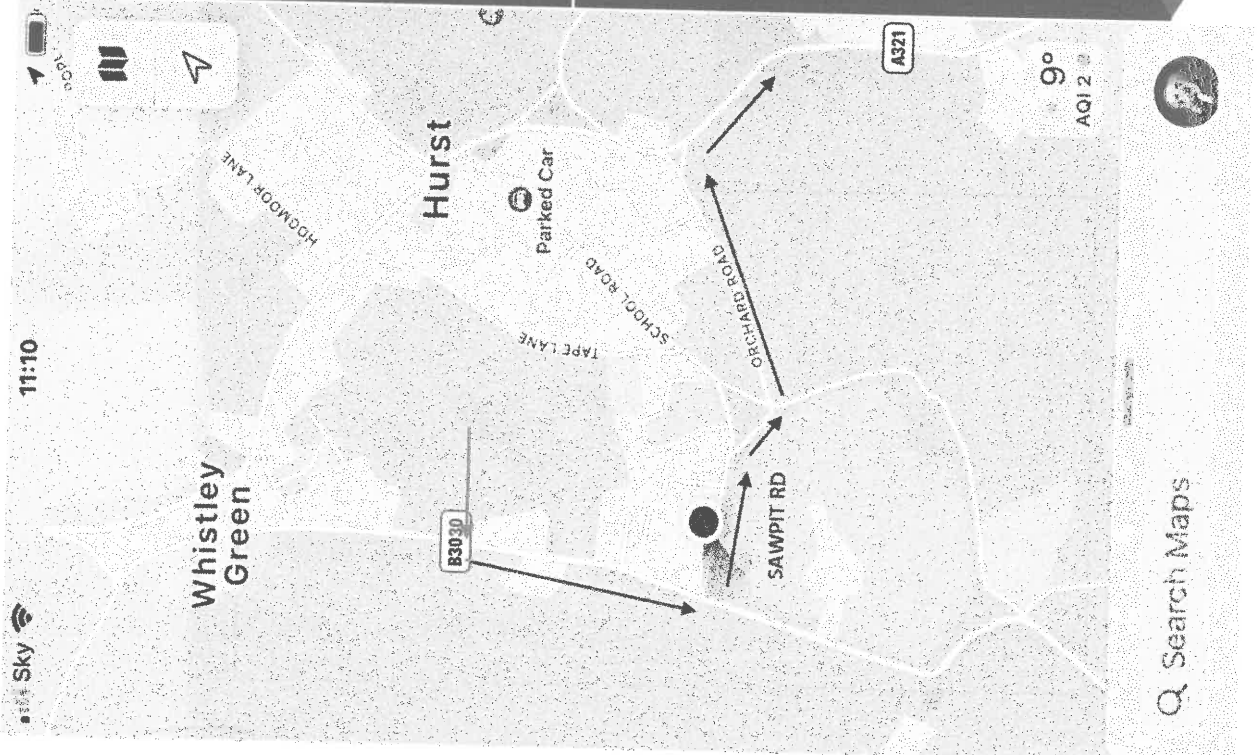 Sky 11:10
Whistley
Green
HOGMOOR LANE
Hurst
B3030
Parked Car
TAPE LANE
SCHOOL ROAD
ORCHARD ROAD
SAWPIT RD
A321
9°
AQI 2
Search Maps